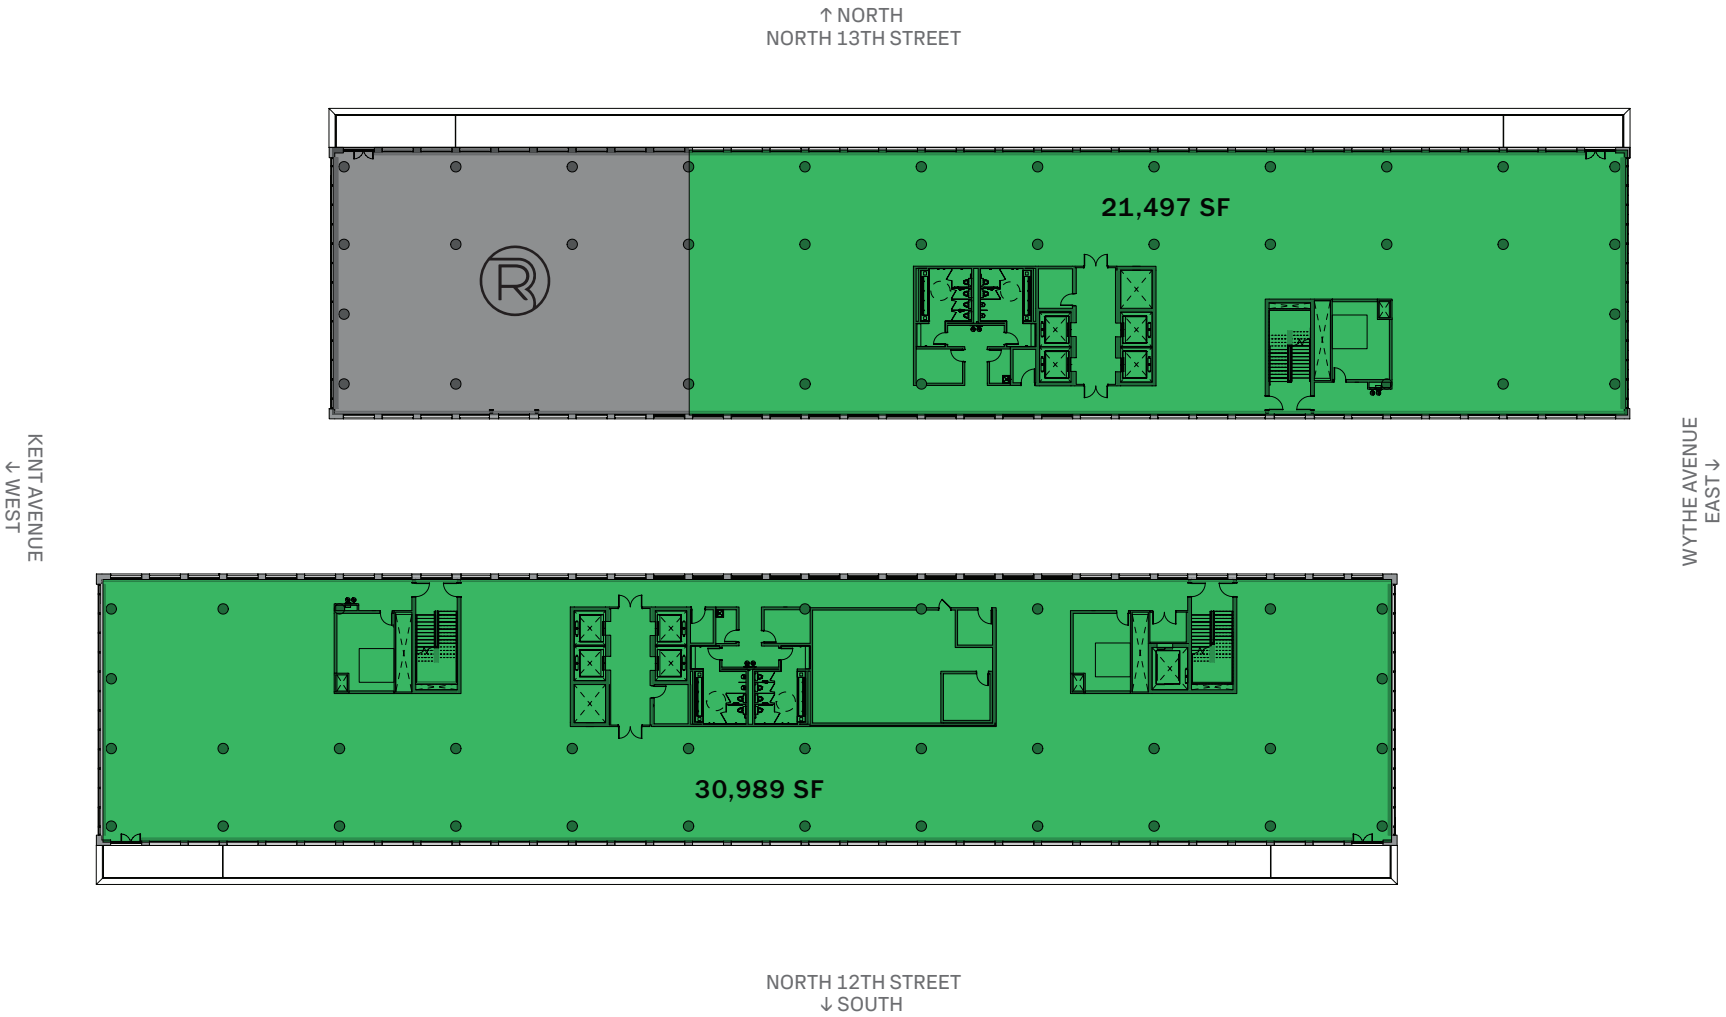 ↑ NORTH
NORTH 13TH STREET
21,497 SF
R
KENT AVENUE
↓ WEST
WYTHE AVENUE
EAST ↓
30,989 SF
NORTH 12TH STREET
↓ SOUTH